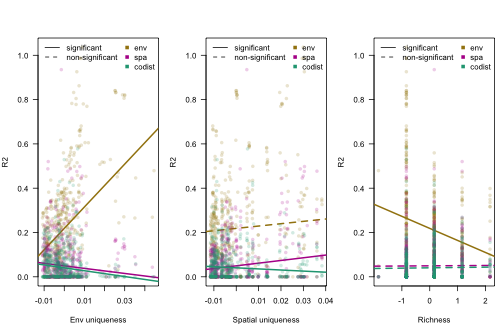 significant env
non-significant spa
codist
R2
1.0
0.8
0.6
0.4
0.2
0.0
-0.01 0.01 0.03
Env uniqueness
significant env
non-significant spa
codist
R2
1.0
0.8
0.6
0.4
0.2
0.0
-0.01 0.01 0.02 0.03 0.04
Spatial uniqueness
significant env
non-significant spa
codist
R2
1.0
0.8
0.6
0.4
0.2
0.0
-1 0 1 2
Richness